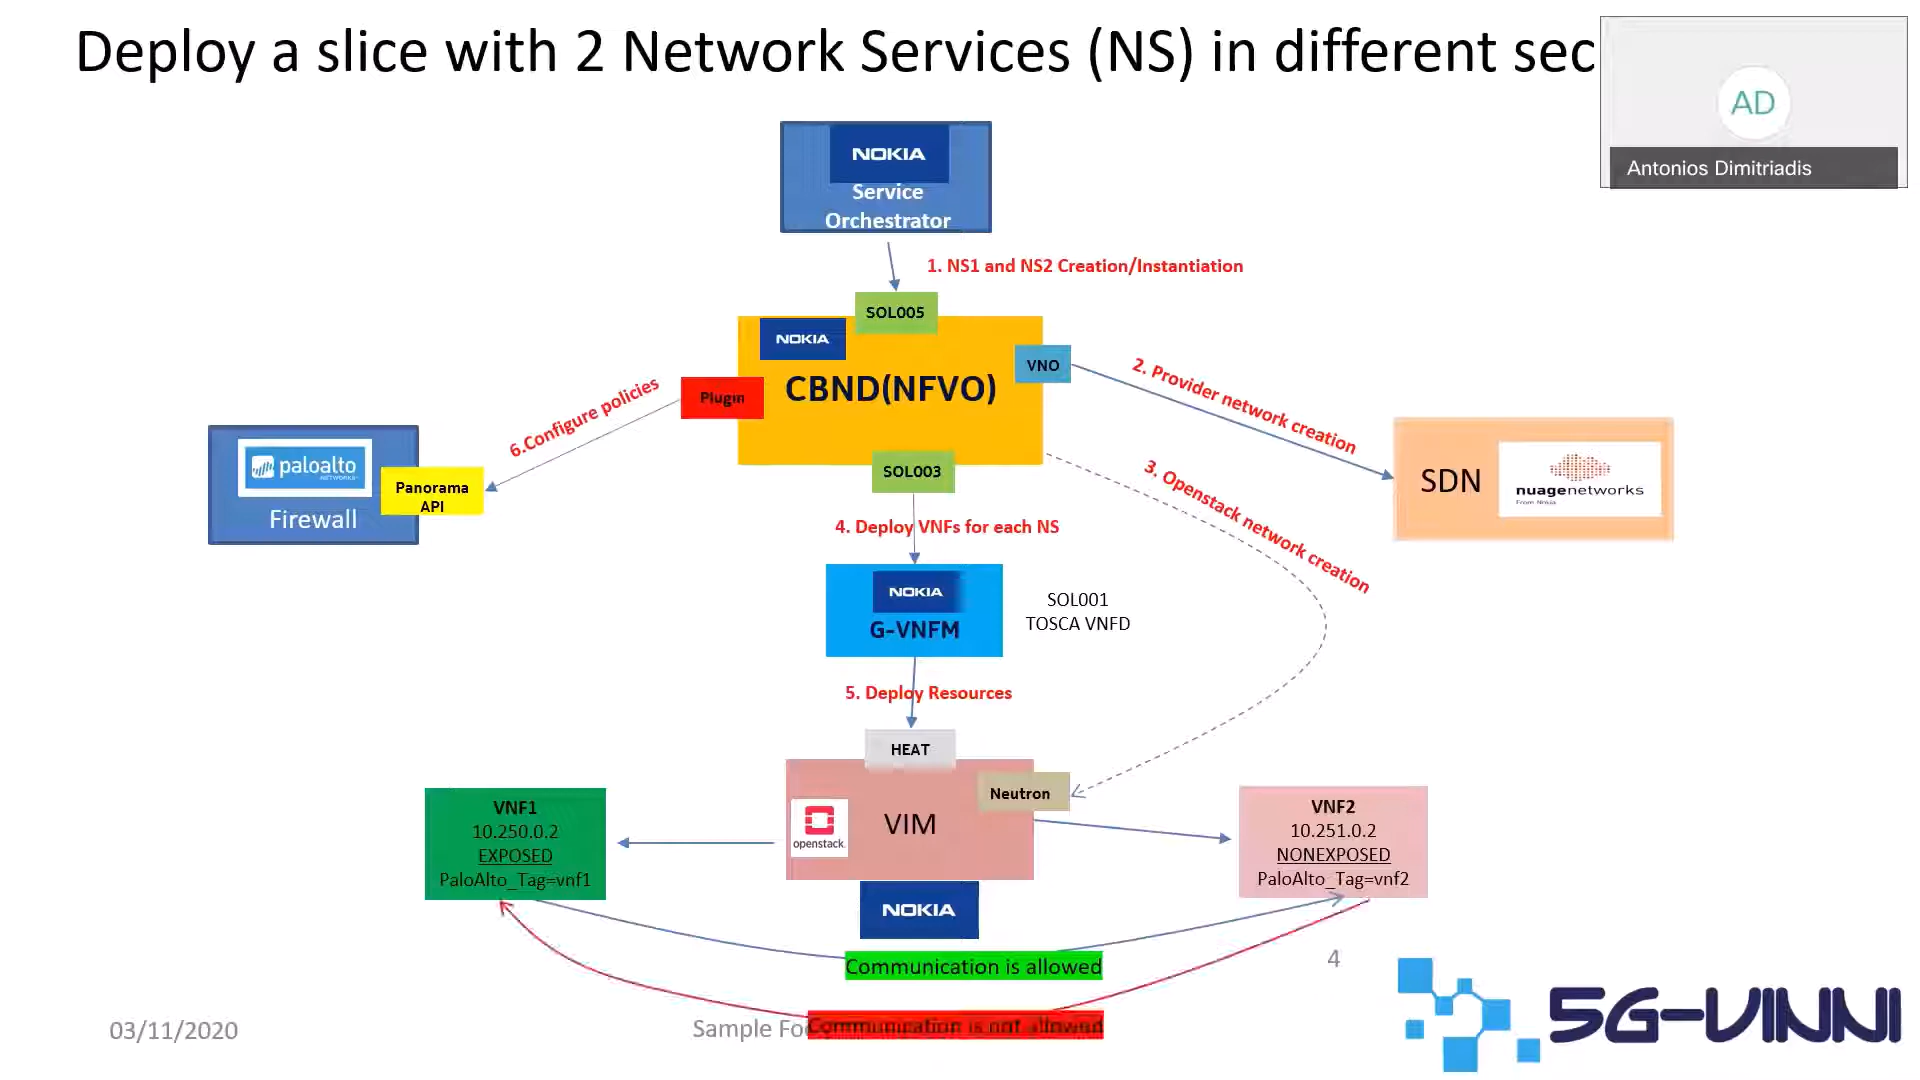 Deploy a slice with 2 Network Services (NS) in different sec
AD
Antonios Dimitriadis
NOKIA
Service
Orchestrator
1. NS1 and NS2 Creation/Instantiation
SOL005
NOKIA
VNO
CBND(NFVO)
Plugin
2. Provider network creation
6.Configure policies
paloalto
NETWORKS
Firewall
Panorama
API
SOL003
3. Openstack network creation
SDN
nuagenetworks
From Nokia
4. Deploy VNFs for each NS
NOKIA
G-VNFM
SOL001
TOSCA VNFD
5. Deploy Resources
HEAT
Neutron
VIM
openstack.
NOKIA
VNF1
10.250.0.2
EXPOSED
PaloAlto_Tag=vnf1
VNF2
10.251.0.2
NONEXPOSED
PaloAlto_Tag=vnf2
Communication is allowed
4
03/11/2020
Sample Foo
Communication is not allowed
5G-VINNI